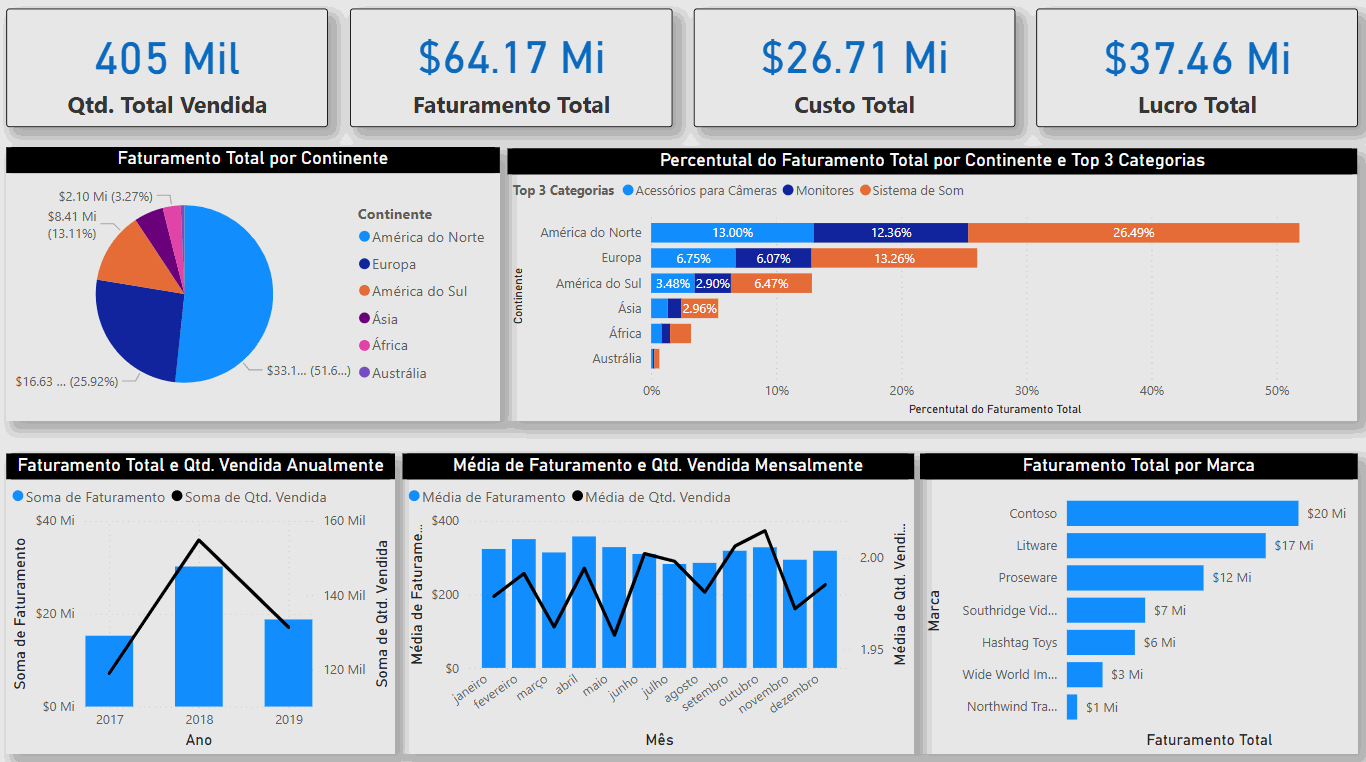 405 Mil
Qtd. Total Vendida
$64.17 Mi
Faturamento Total
$26.71 Mi
Custo Total
$37.46 Mi
Lucro Total
Faturamento Total por Continente
$2.10 Mi (3.27%)
$8.41 Mi
(13.11%)
$16.63 ... (25.92%)
$33.1... (51.6...)
Continente
América do Norte
Europa
América do Sul
Ásia
África
Austrália
Percentutal do Faturamento Total por Continente e Top 3 Categorias
Top 3 Categorias Acessórios para Câmeras Monitores Sistema de Som
Continente
América do Norte 13.00% 12.36% 26.49%
Europa 6.75% 6.07% 13.26%
América do Sul 3.48% 2.90% 6.47%
Ásia 2.96%
África
Austrália
0% 10% 20% 30% 40% 50%
Percentutal do Faturamento Total
Faturamento Total e Qtd. Vendida Anualmente
Soma de Faturamento Soma de Qtd. Vendida
Soma de Faturamento
$40 Mi
$20 Mi
$0 Mi
160 Mil
140 Mil
120 Mil
Soma de Qtd. Vendida
2017 2018 2019
Ano
Média de Faturamento e Qtd. Vendida Mensalmente
Média de Faturamento Média de Qtd. Vendida
Média de Faturame...
$400
$200
$0
2.00
1.95
Média de Qtd. Vendi...
janeiro
fevereiro
março
abril
maio
junho
julho
agosto
setembro
outubro
novembro
dezembro
Mês
Faturamento Total por Marca
Marca
Contoso $20 Mi
Litware $17 Mi
Proseware $12 Mi
Southridge Vid... $7 Mi
Hashtag Toys $6 Mi
Wide World Im... $3 Mi
Northwind Tra... $1 Mi
Faturamento Total